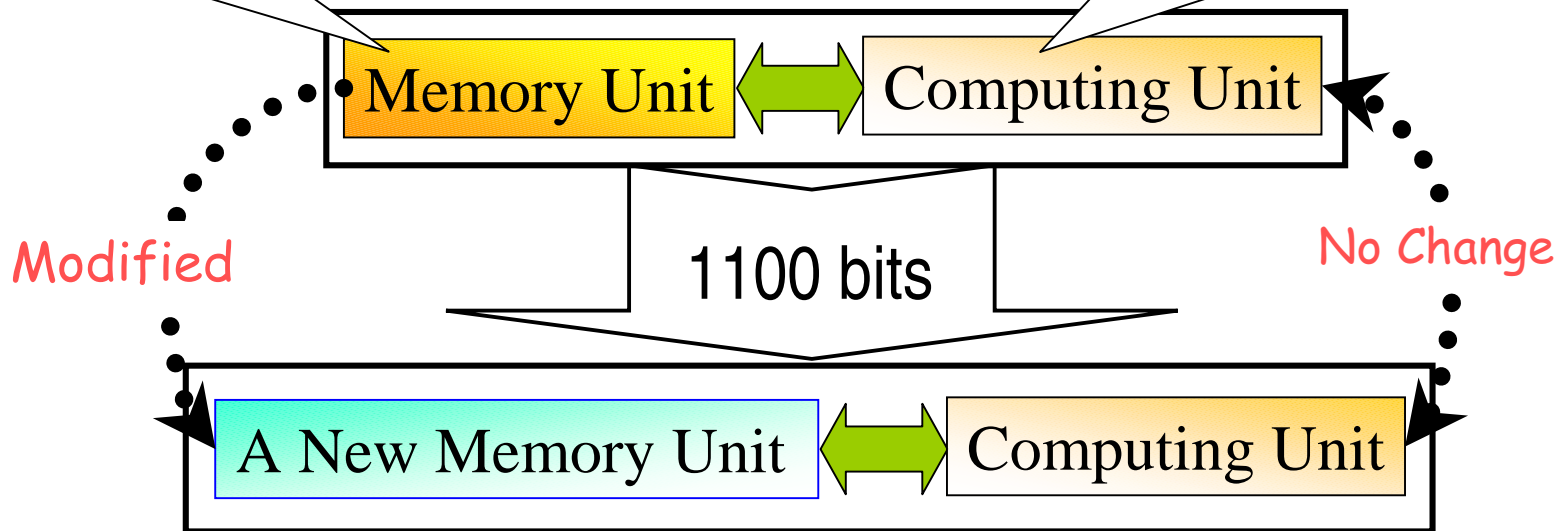 Memory Unit
Computing Unit
Modified
No Change
1100 bits
A New Memory Unit
Computing Unit